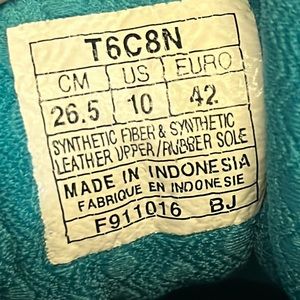 T6C8N
CM US EURO
26.5 10 42
SYNTHETIC FIBER & SYNTHETIC
LEATHER UPPER/RUBBER SOLE
MADE IN INDONESIA
FABRIQUE EN INDONESIE
F911016 BJ